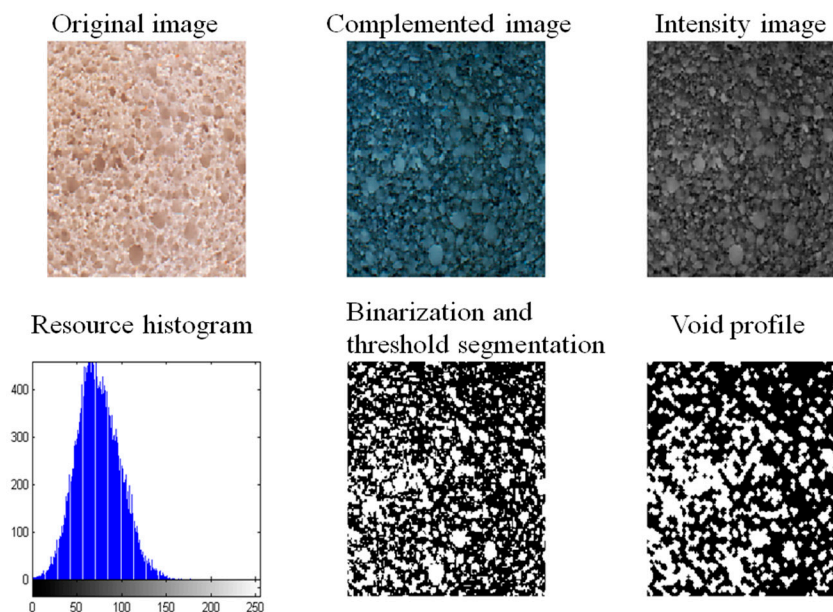 Original image
Complemented image
Intensity image
Resource histogram
Binarization and
threshold segmentation
Void profile
400
300
200
100
0
0 50 100 150 200 250